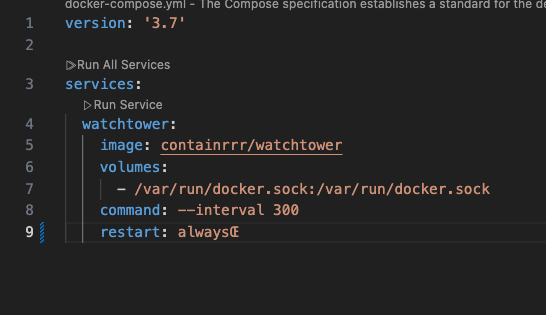 docker-compose.yml - The Compose specification establishes a standard for the de
1 version: '3.7'
2
▷Run All Services
3 services:
▷Run Service
4 watchtower:
5 image: containrrr/watchtower
6 volumes:
7 - /var/run/docker.sock:/var/run/docker.sock
8 command: --interval 300
9 restart: alwaysŒ